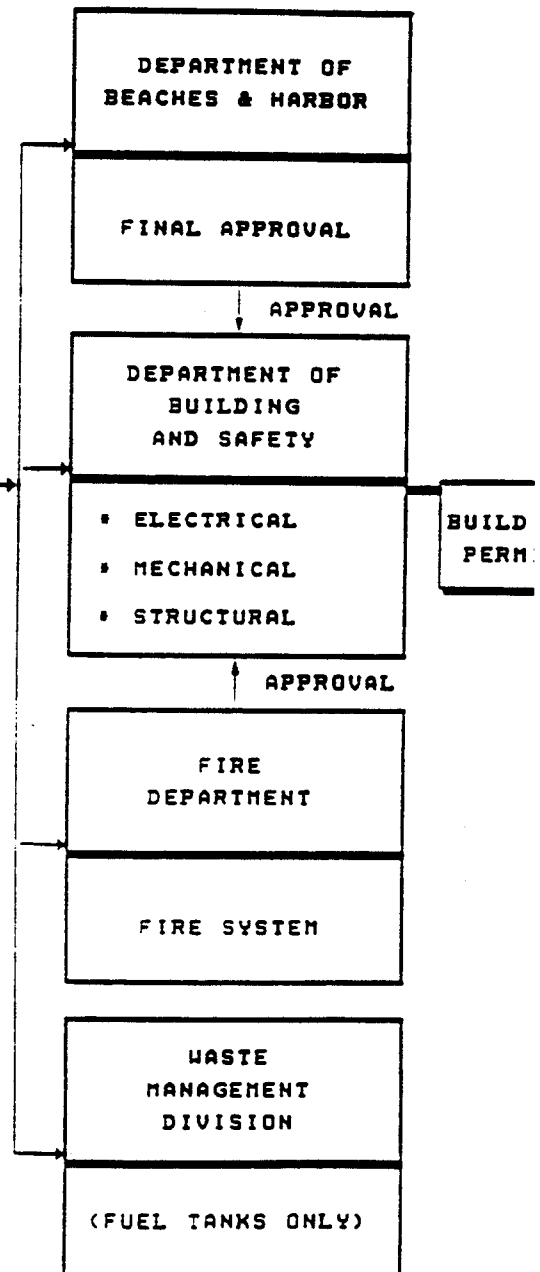 DEPARTMENT OF
BEACHES & HARBOR
FINAL APPROVAL
APPROVAL
DEPARTMENT OF
BUILDING
AND SAFETY
* ELECTRICAL
* MECHANICAL
* STRUCTURAL
BUILD
PERM
APPROVAL
FIRE
DEPARTMENT
FIRE SYSTEM
WASTE
MANAGEMENT
DIVISION
(FUEL TANKS ONLY)